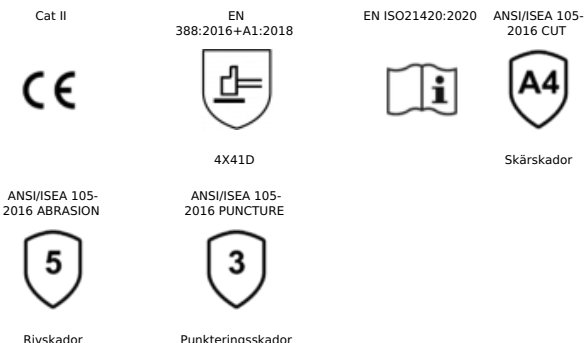 Cat II
EN
388:2016+A1:2018
EN ISO21420:2020
ANSI/ISEA 105-
2016 CUT
CE
i
A4
4X41D
Skärskador
ANSI/ISEA 105-
2016 ABRASION
ANSI/ISEA 105-
2016 PUNCTURE
5
3
Rivskador
Punkteringsskador